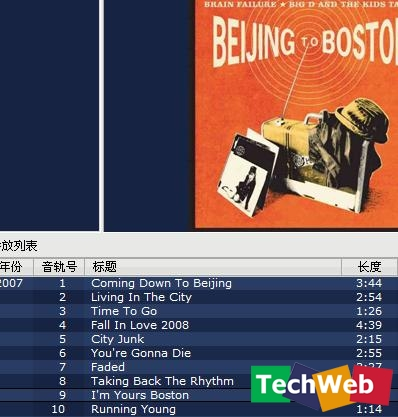 BRAIN FAILURE ★ BIG D AND THE KIDS TA
BEIJING TO BOSTON
放列表
年份 音轨号 标题 长度
2007 1 Coming Down To Beijing 3:44
2 Living In The City 2:54
3 Time To Go 1:26
4 Fall In Love 2008 4:39
5 City Junk 2:15
6 You're Gonna Die 2:55
7 Faded
8 Taking Back The Rhythm
9 I'm Yours Boston
10 Running Young 1:14
TechWeb